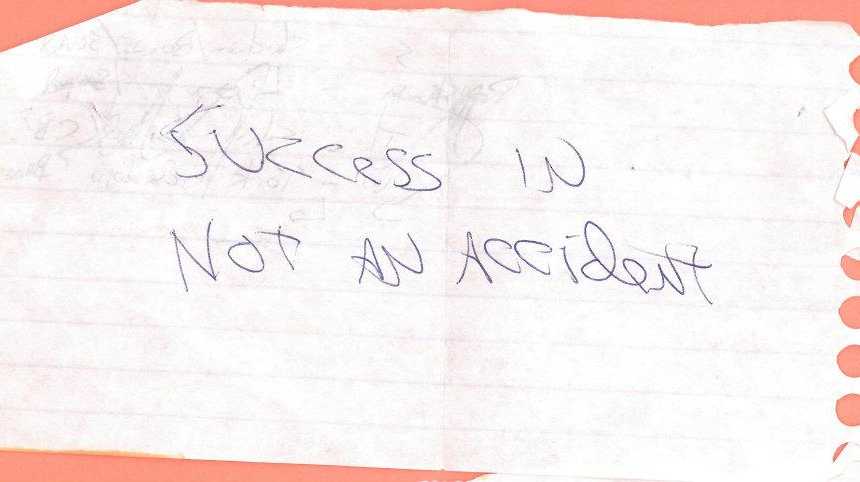 Success IN
NOT AN Accident